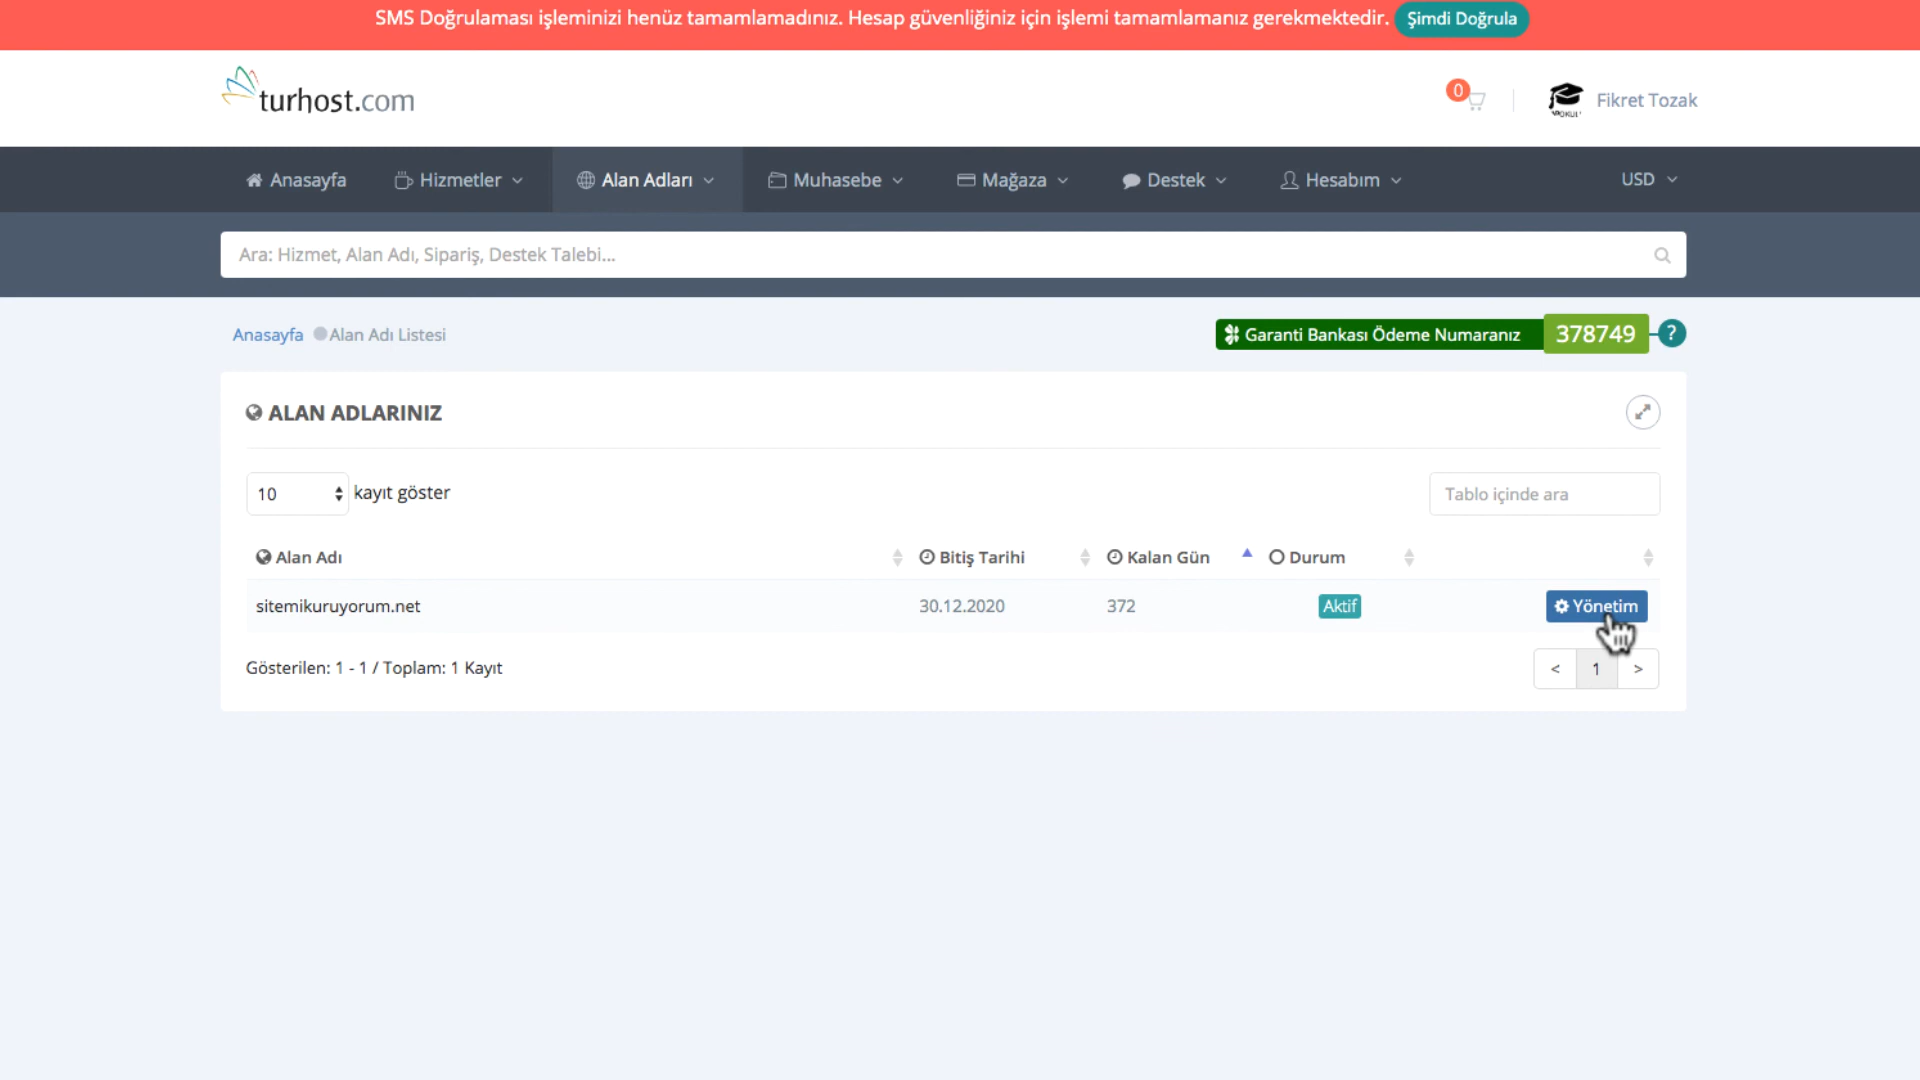 SMS Doğrulaması işleminizi henüz tamamlamadınız. Hesap güvenliğiniz için işlemi tamamlamanız gerekmektedir. Şimdi Doğrula
turhost.com
0
Fikret Tozak
Anasayfa Hizmetler Alan Adları Muhasebe Mağaza Destek Hesabım USD
Ara: Hizmet, Alan Adı, Sipariş, Destek Talebi...
Anasayfa Alan Adı Listesi
Garanti Bankası Ödeme Numaranız 378749 ?
ALAN ADLARINIZ
10 kayıt göster
Tablo içinde ara
Alan Adı Bitiş Tarihi Kalan Gün Durum
sitemikuruyorum.net 30.12.2020 372 Aktif Yönetim
Gösterilen: 1 - 1 / Toplam: 1 Kayıt
< 1 >